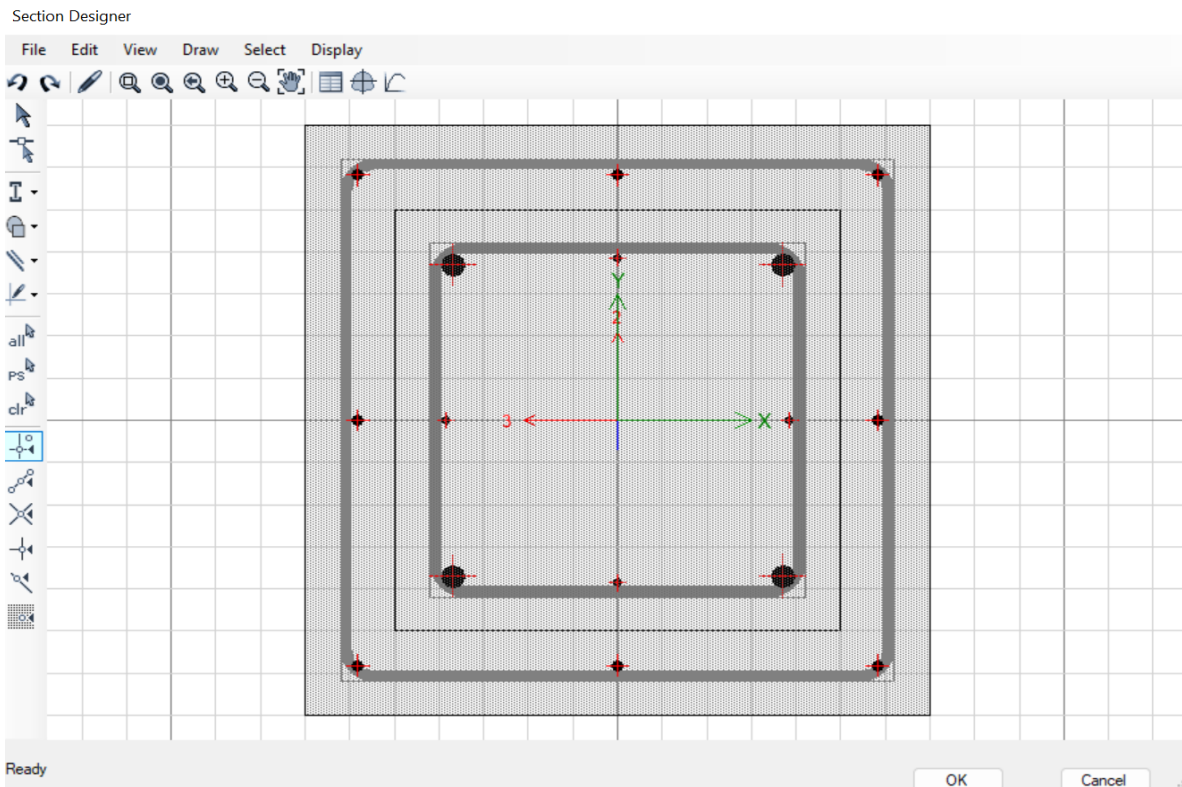 Section Designer
File Edit View Draw Select Display
all
PS
clr
Y
2
3 X
Ready
OK Cancel